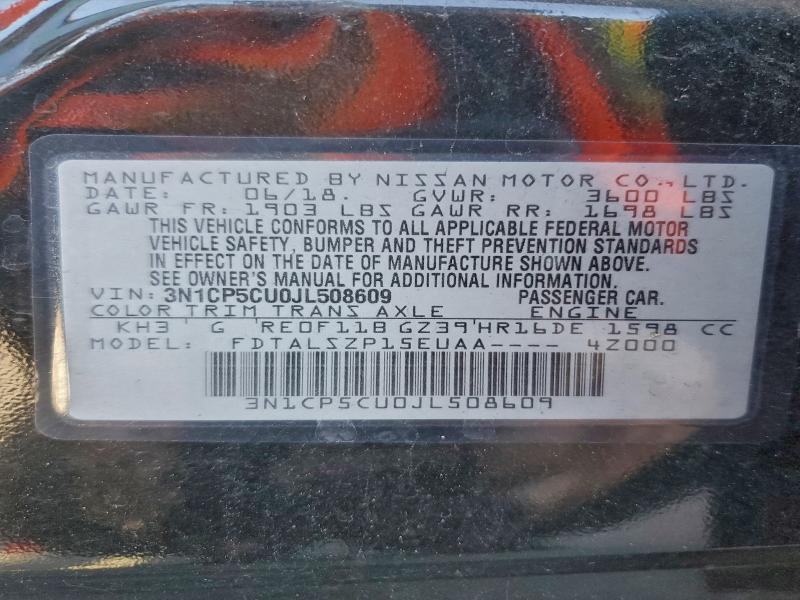 MANUFACTURED BY NISSAN MOTOR CO., LTD.
DATE: 06/18. GVWR: 3600 LBS
GAWR FR: 1903 LBS GAWR RR: 1698 LBS
THIS VEHICLE CONFORMS TO ALL APPLICABLE FEDERAL MOTOR
VEHICLE SAFETY, BUMPER AND THEFT PREVENTION STANDARDS
IN EFFECT ON THE DATE OF MANUFACTURE SHOWN ABOVE.
SEE OWNER'S MANUAL FOR ADDITIONAL INFORMATION.
VIN: 3N1CP5CU0JL508609 PASSENGER CAR.
COLOR TRIM TRANS AXLE ENGINE
KH3 G RE0F11B GZ39 HR16DE 1598 CC
MODEL: FDTALSZP15EUAA---- 4Z000
3N1CP5CU0JL508609